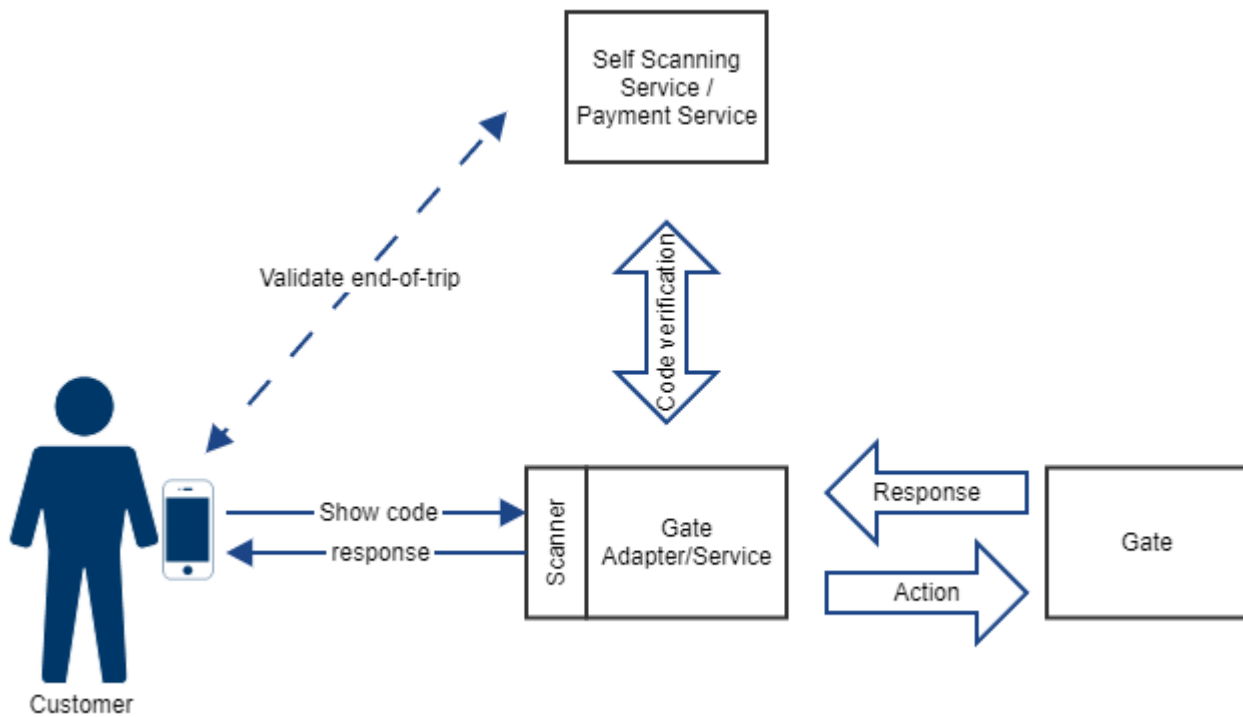 Self Scanning
Service /
Payment Service
Validate end-of-trip
Code verification
Show code
response
Scanner
Gate
Adapter/Service
Response
Action
Gate
Customer